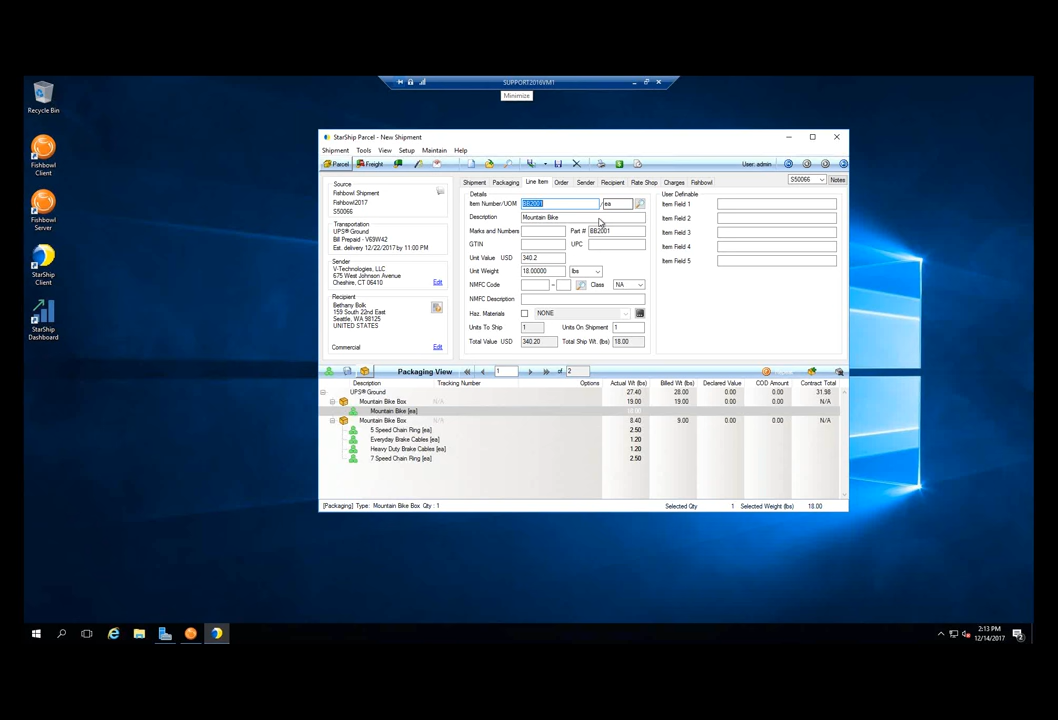 SUPPORT2016VM1
Minimize
Recycle Bin
Fishbowl Client
Fishbowl Server
StarShip Client
StarShip Dashboard
StarShip Parcel - New Shipment
Shipment Tools View Setup Maintain Help
Parcel Freight User: admin
Source
Fishbowl Shipment
Fishbowl2017
S50066
Transportation
UPS® Ground
Bill Prepaid - V69W42
Est. delivery 12/22/2017 by 11:00 PM
Sender
V-Technologies, LLC
675 West Johnson Avenue
Cheshire, CT 06410 Edit
Recipient
Bethany Bolk
159 South 22nd East
Seattle, WA 98125
UNITED STATES
Commercial Edit
Shipment Packaging Line Item Order Sender Recipient Rate Shop Charges Fishbowl S50066 Notes
Details
Item Number/UOM BB2001 / ea
Description Mountain Bike
Marks and Numbers Part # BB2001
GTIN UPC
Unit Value USD 340.2
Unit Weight 18.00000 lbs
NMFC Code - Class NA
NMFC Description
Haz. Materials NONE
Units To Ship 1 Units On Shipment 1
Total Value USD 340.20 Total Ship Wt. (lbs) 18.00
User Definable
Item Field 1
Item Field 2
Item Field 3
Item Field 4
Item Field 5
Packaging View 1 of 2
Description Tracking Number Options Actual Wt (lbs) Billed Wt (lbs) Declared Value COD Amount Contract Total
UPS® Ground 27.40 28.00 0.00 0.00 31.98
Mountain Bike Box N/A 19.00 19.00 0.00 0.00 N/A
Mountain Bike [ea] 18.00
Mountain Bike Box N/A 8.40 9.00 0.00 0.00 N/A
5 Speed Chain Ring [ea] 2.50
Everyday Brake Cables [ea] 1.20
Heavy Duty Brake Cables [ea] 1.20
7 Speed Chain Ring [ea] 2.50
[Packaging] Type: Mountain Bike Box Qty : 1 Selected Qty 1 Selected Weight (lbs) 18.00
2:13 PM
12/14/2017
2